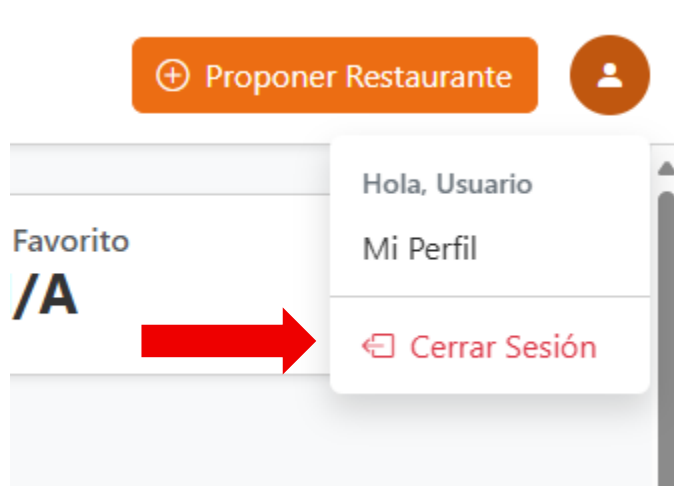 Proponer Restaurante
Hola, Usuario
Mi Perfil
Favorito
/A
Cerrar Sesión